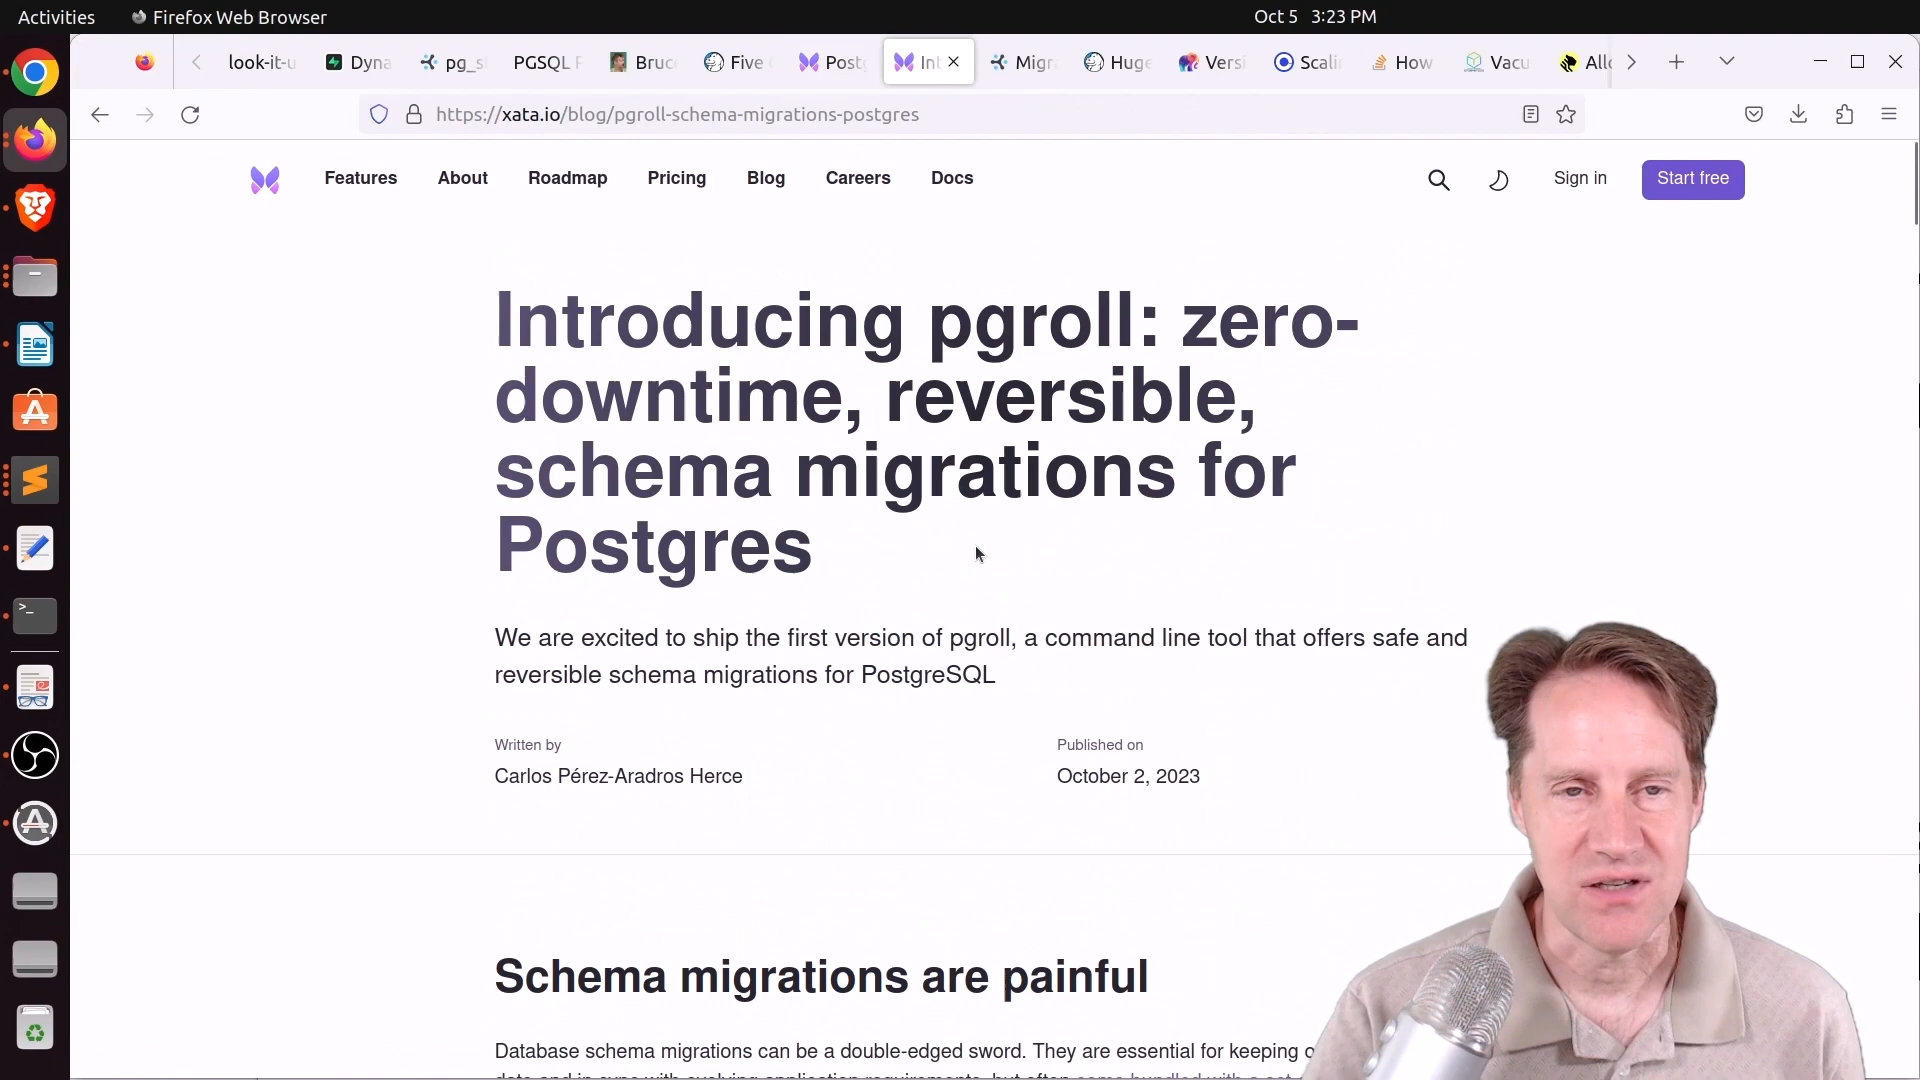 Activities Firefox Web Browser Oct 5 3:23 PM
look-it-u Dyna pg_s PGSQL Bruc Five Post Int Migr Huge Versi Scali How Vacu Allo
https://xata.io/blog/pgroll-schema-migrations-postgres
Features About Roadmap Pricing Blog Careers Docs Sign in Start free
Introducing pgroll: zero-
downtime, reversible,
schema migrations for
Postgres
We are excited to ship the first version of pgroll, a command line tool that offers safe and
reversible schema migrations for PostgreSQL
Written by Published on
Carlos Pérez-Aradros Herce October 2, 2023
Schema migrations are painful
Database schema migrations can be a double-edged sword. They are essential for keeping